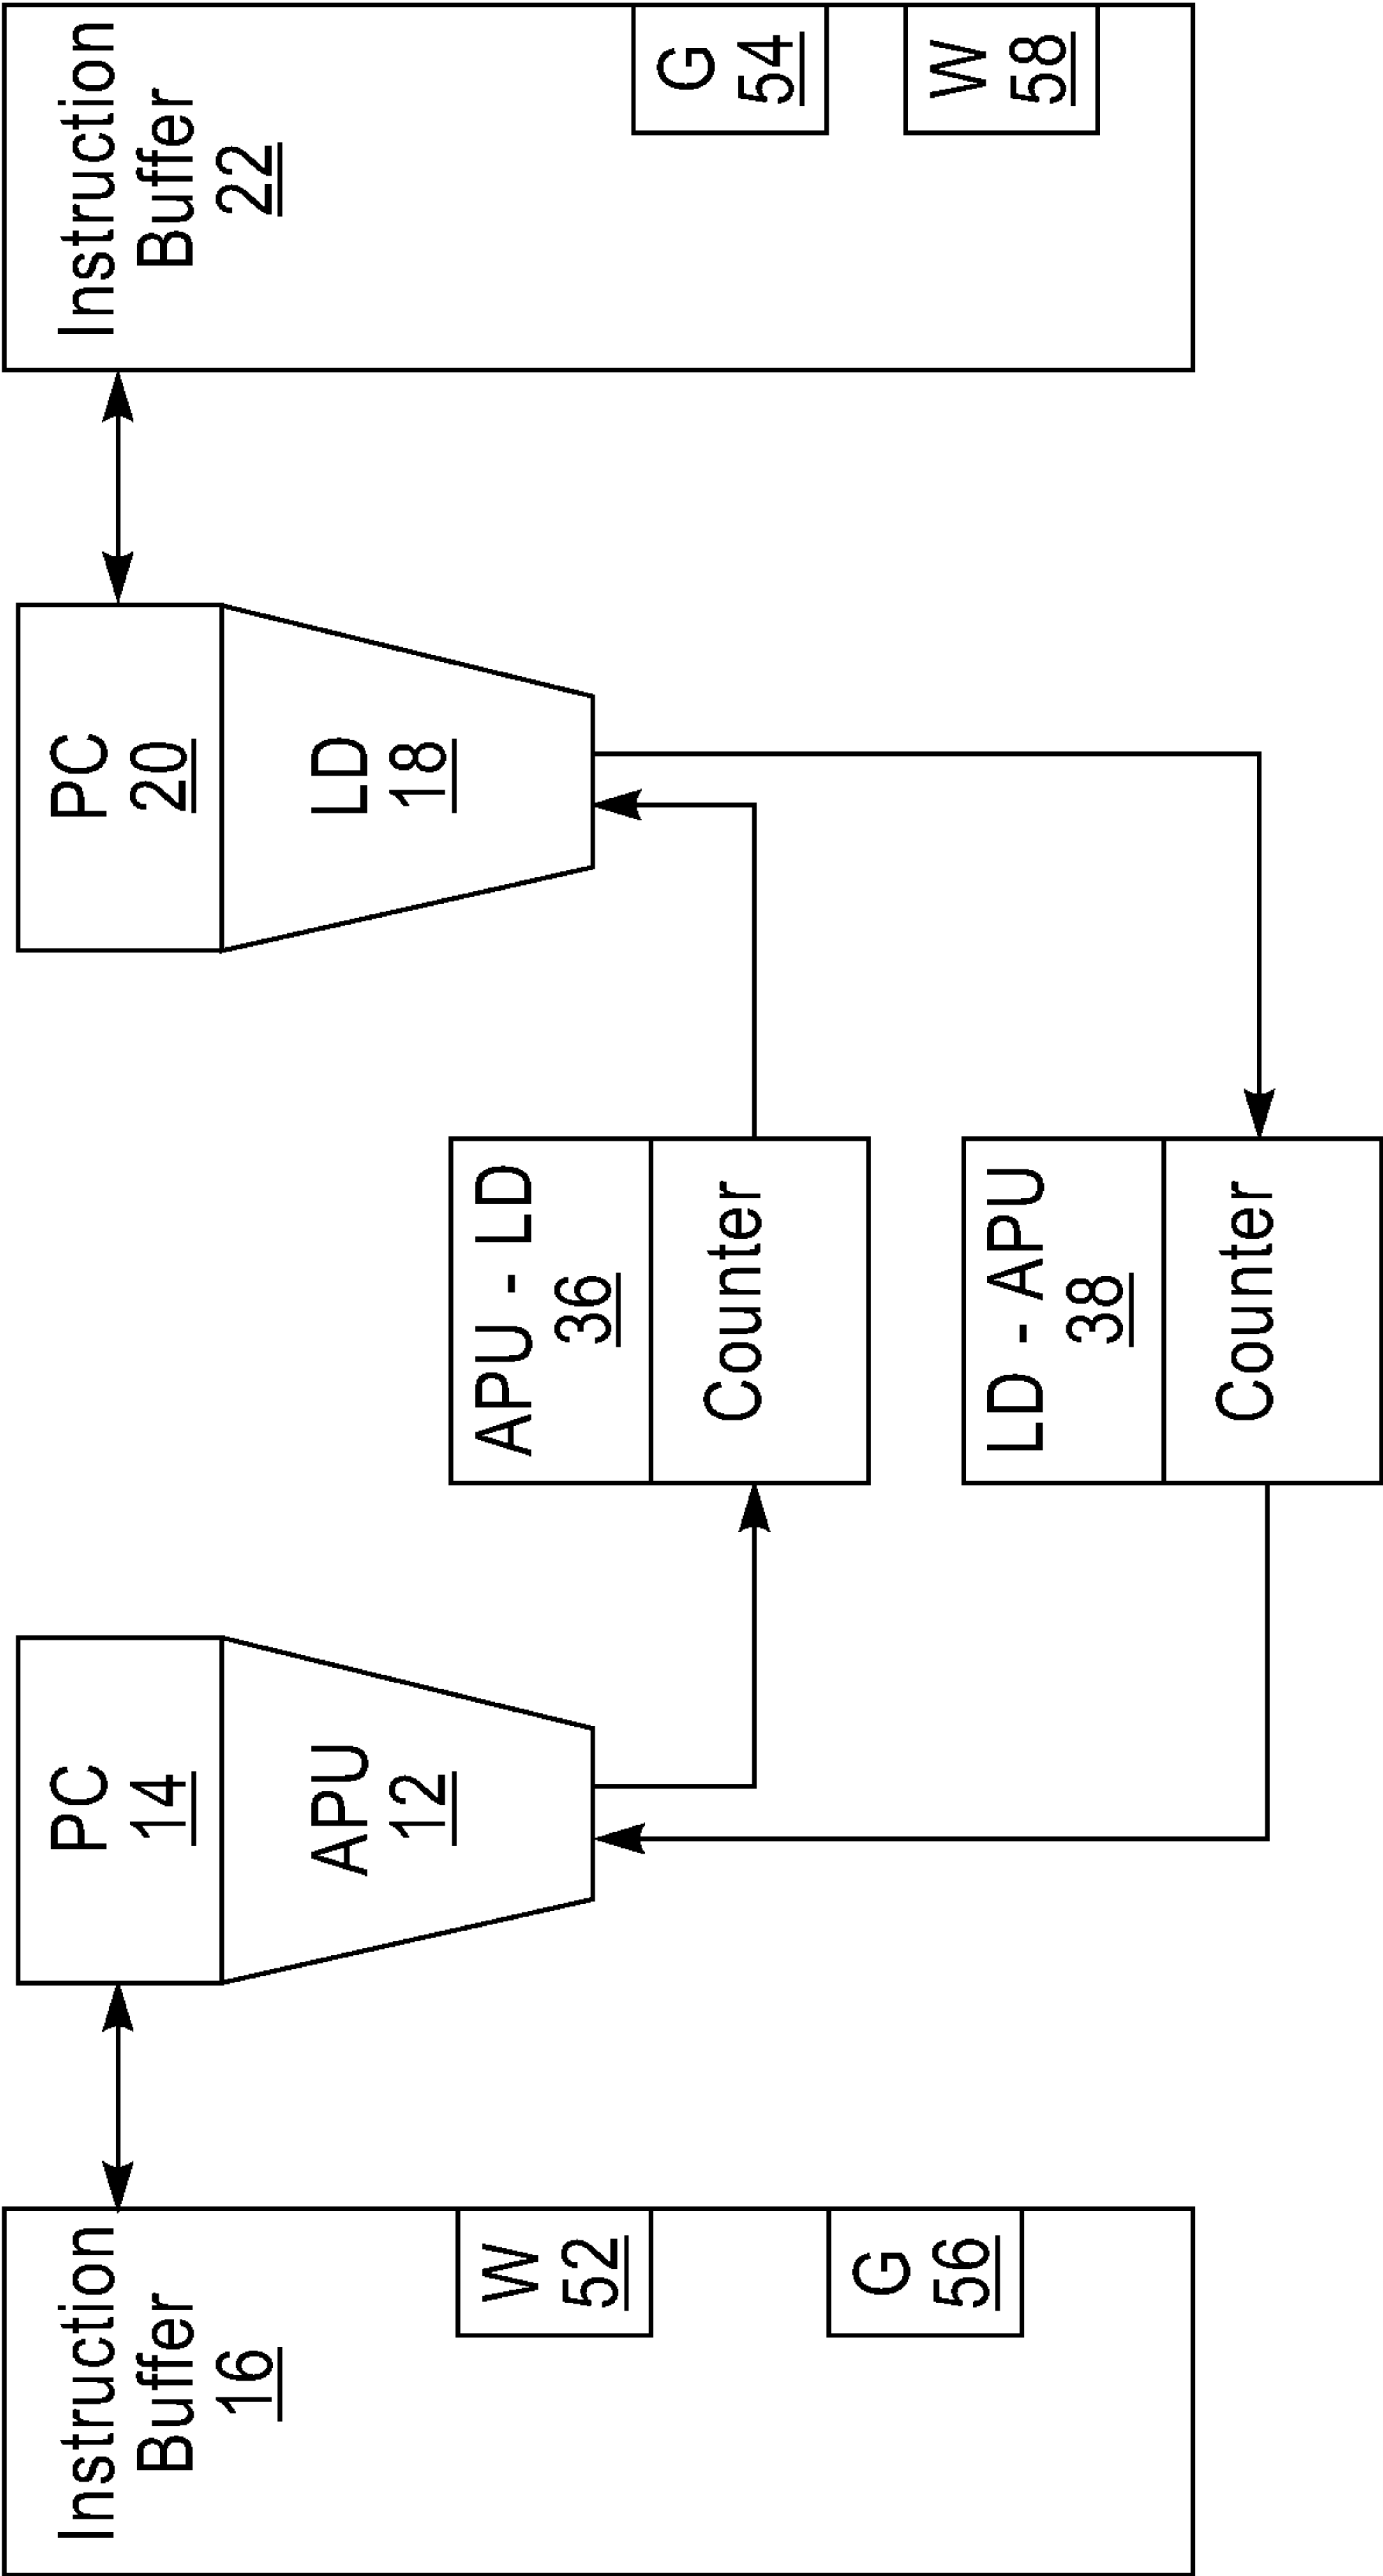 Instruction
Buffer
16
W
52
G
56
PC
14
APU
12
APU - LD
36
Counter
LD - APU
38
Counter
PC
20
LD
18
Instruction
Buffer
22
G
54
W
58